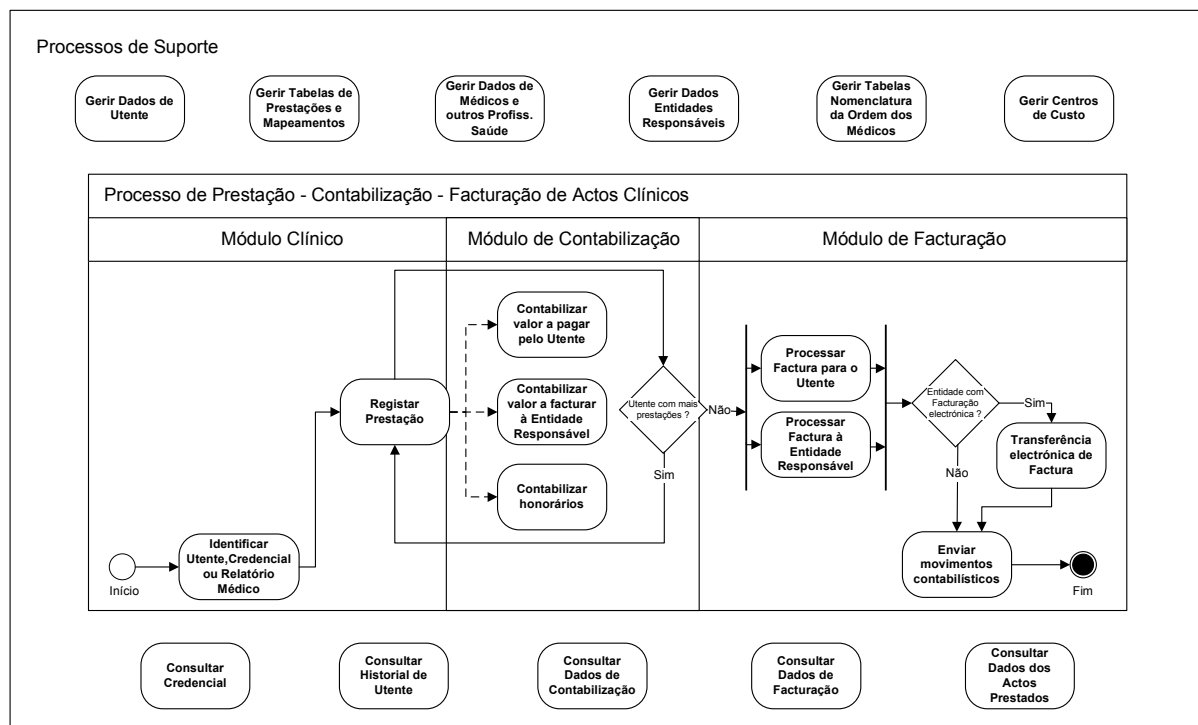 Processos de Suporte
Gerir Dados de
Utente
Gerir Tabelas de
Prestações e
Mapeamentos
Gerir Dados de
Médicos e
outros Profiss.
Saúde
Gerir Dados
Entidades
Responsáveis
Gerir Tabelas
Nomenclatura
da Ordem dos
Médicos
Gerir Centros
de Custo
Processo de Prestação - Contabilização - Facturação de Actos Clínicos
Módulo Clínico
Módulo de Contabilização
Módulo de Facturação
Contabilizar
valor a pagar
pelo Utente
Processar
Factura para o
Utente
Registar
Prestação
Contabilizar
valor a facturar
à Entidade
Responsável
Utente com mais
prestações ?
Não
Processar
Factura à
Entidade
Responsável
Entidade com
Facturação
electrónica ?
Sim
Transferência
electrónica de
Factura
Sim
Não
Contabilizar
honorários
Início
Identificar
Utente,Credencial
ou Relatório
Médico
Enviar
movimentos
contabilísticos
Fim
Consultar
Credencial
Consultar
Historial de
Utente
Consultar
Dados de
Contabilização
Consultar
Dados de
Facturação
Consultar
Dados dos
Actos
Prestados